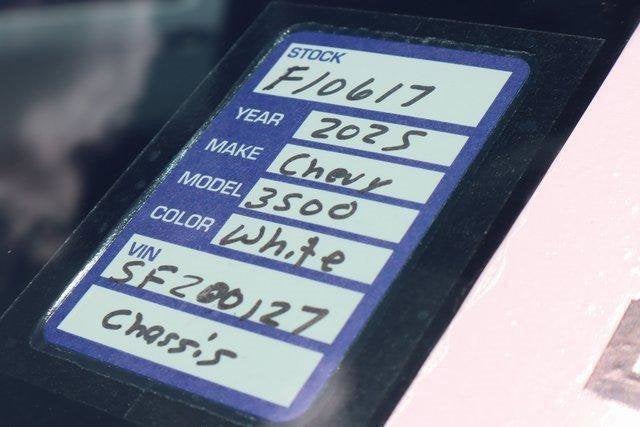 STOCK
F10617
YEAR 2025
MAKE Chevy
MODEL 3500
COLOR White
VIN
SF200127
Chassis